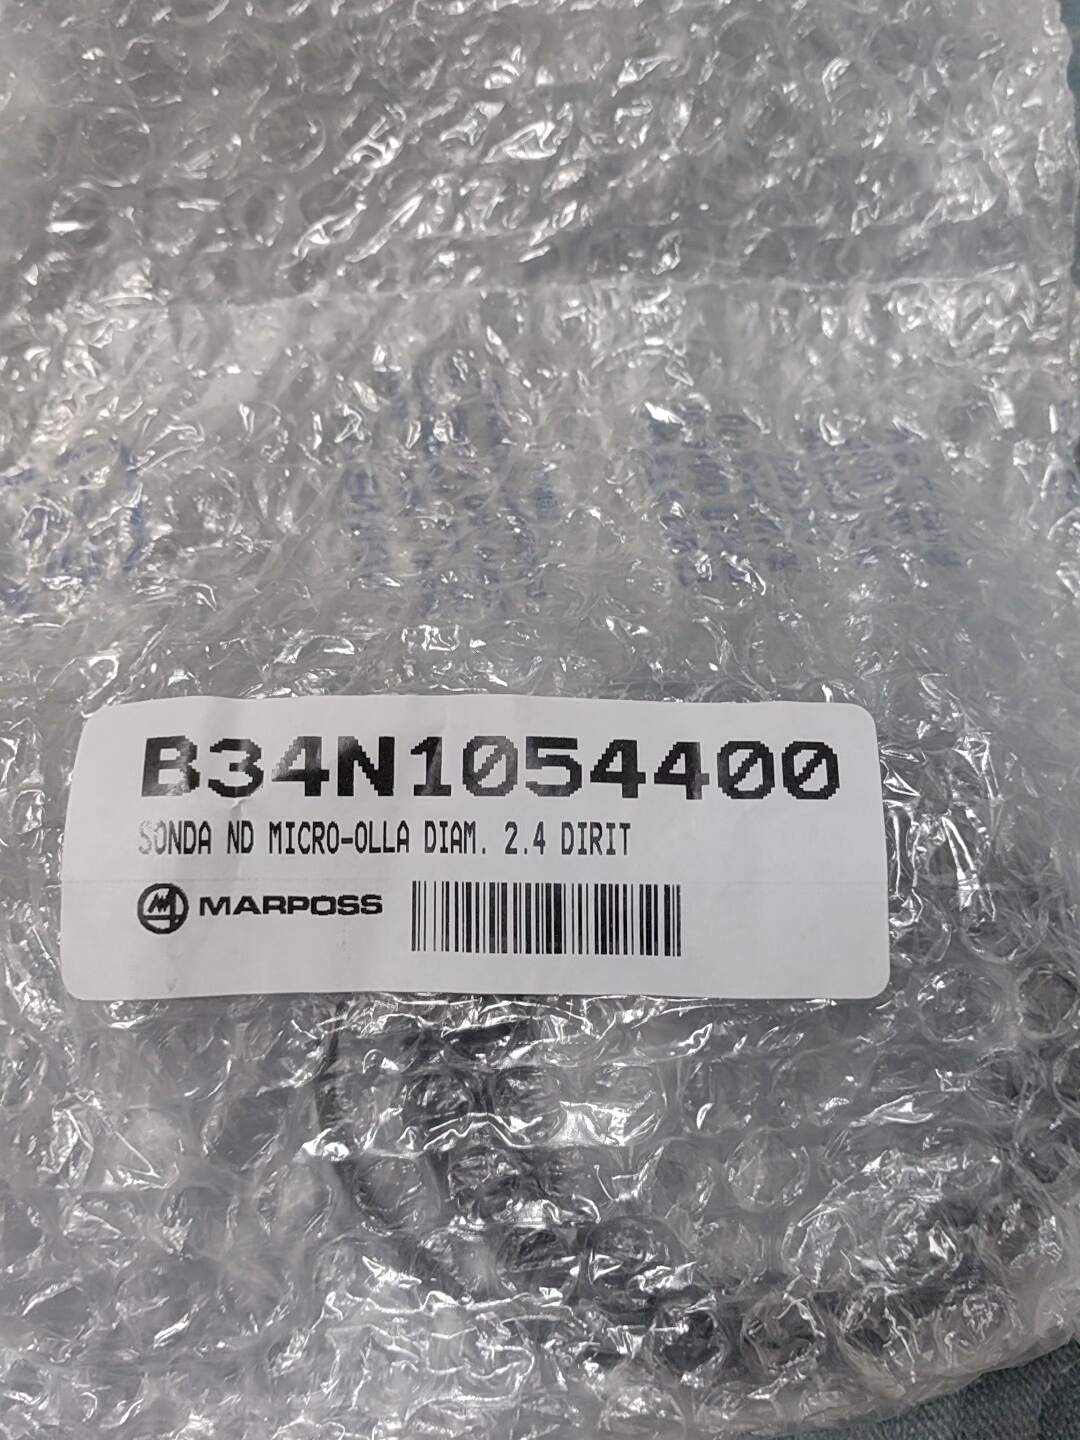 B34N1054400
SONDA ND MICRO-OLLA DIAM. 2.4 DIRIT
MARPOSS